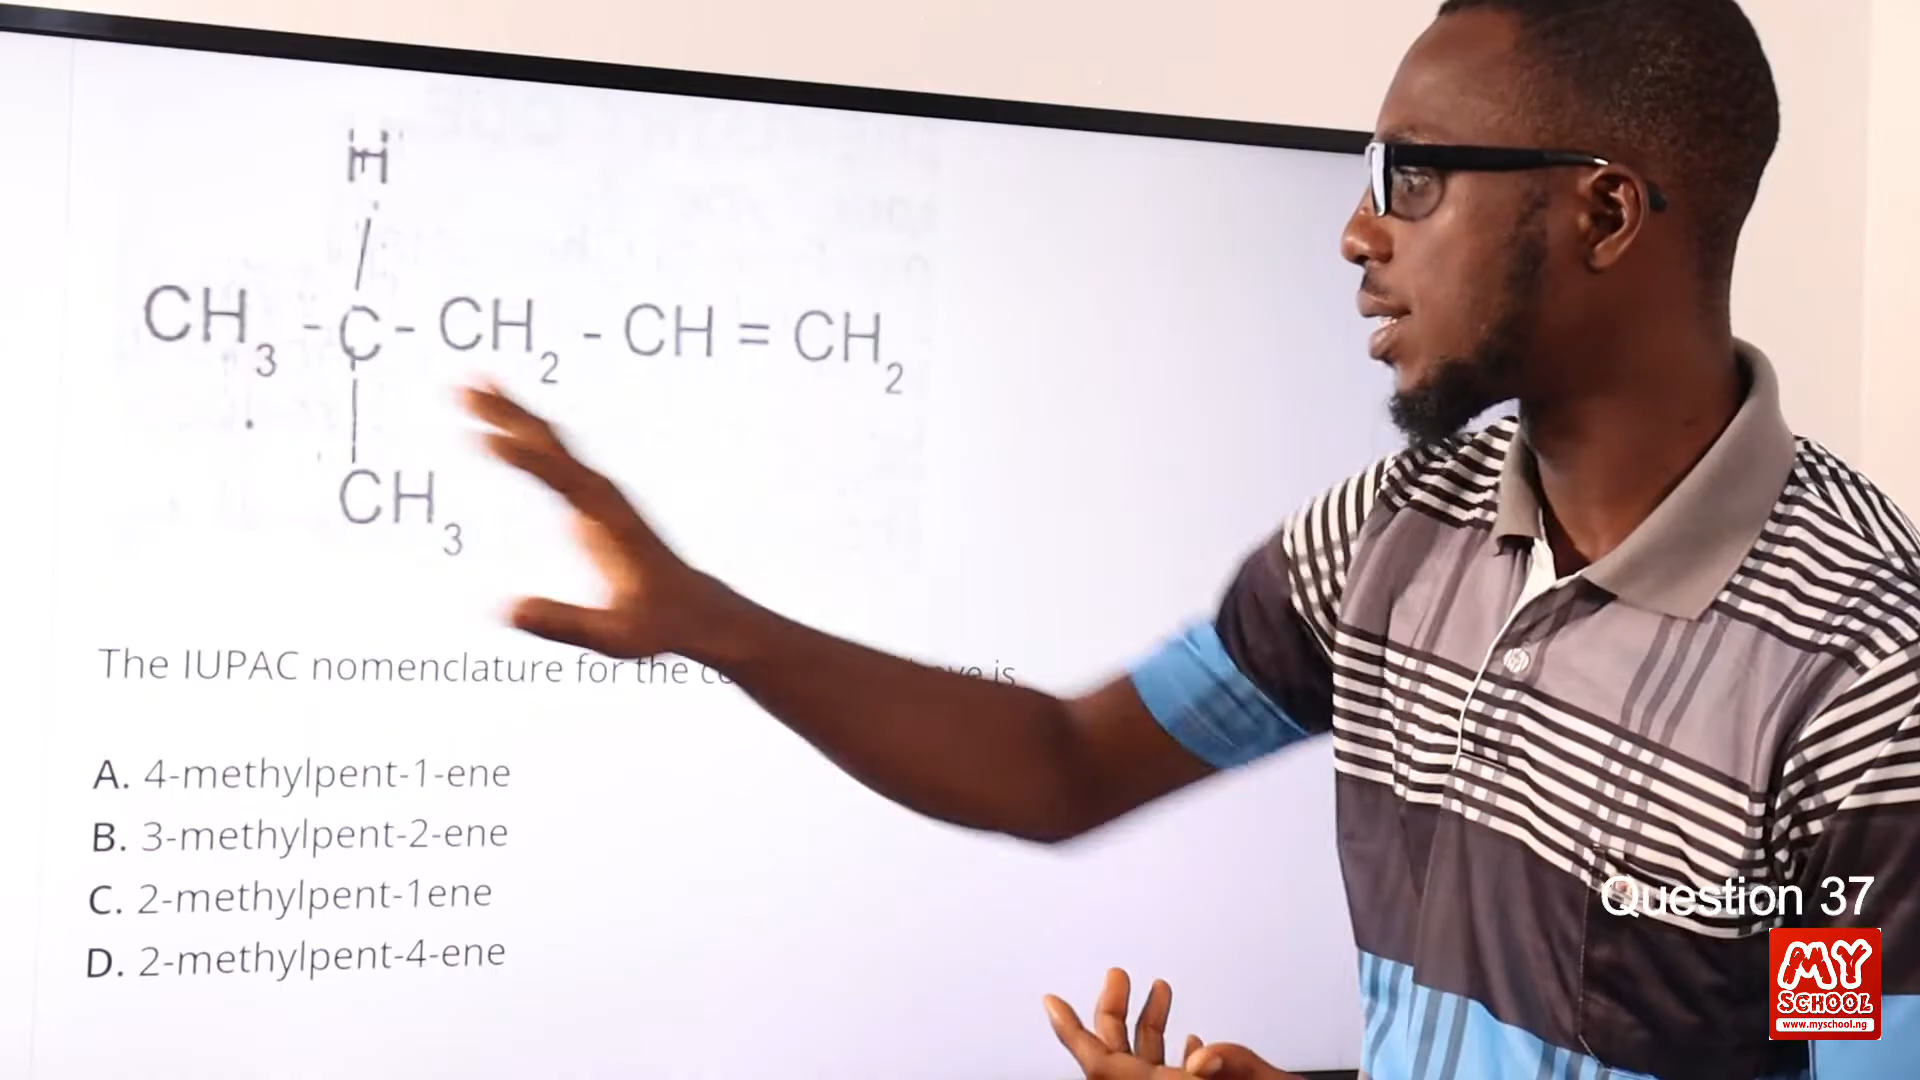 H
CH3 - C - CH2 - CH = CH2
CH3
The IUPAC nomenclature for the is
A. 4-methylpent-1-ene
B. 3-methylpent-2-ene
C. 2-methylpent-1ene
D. 2-methylpent-4-ene
Question 37
MY
SCHOOL
www.myschool.ng